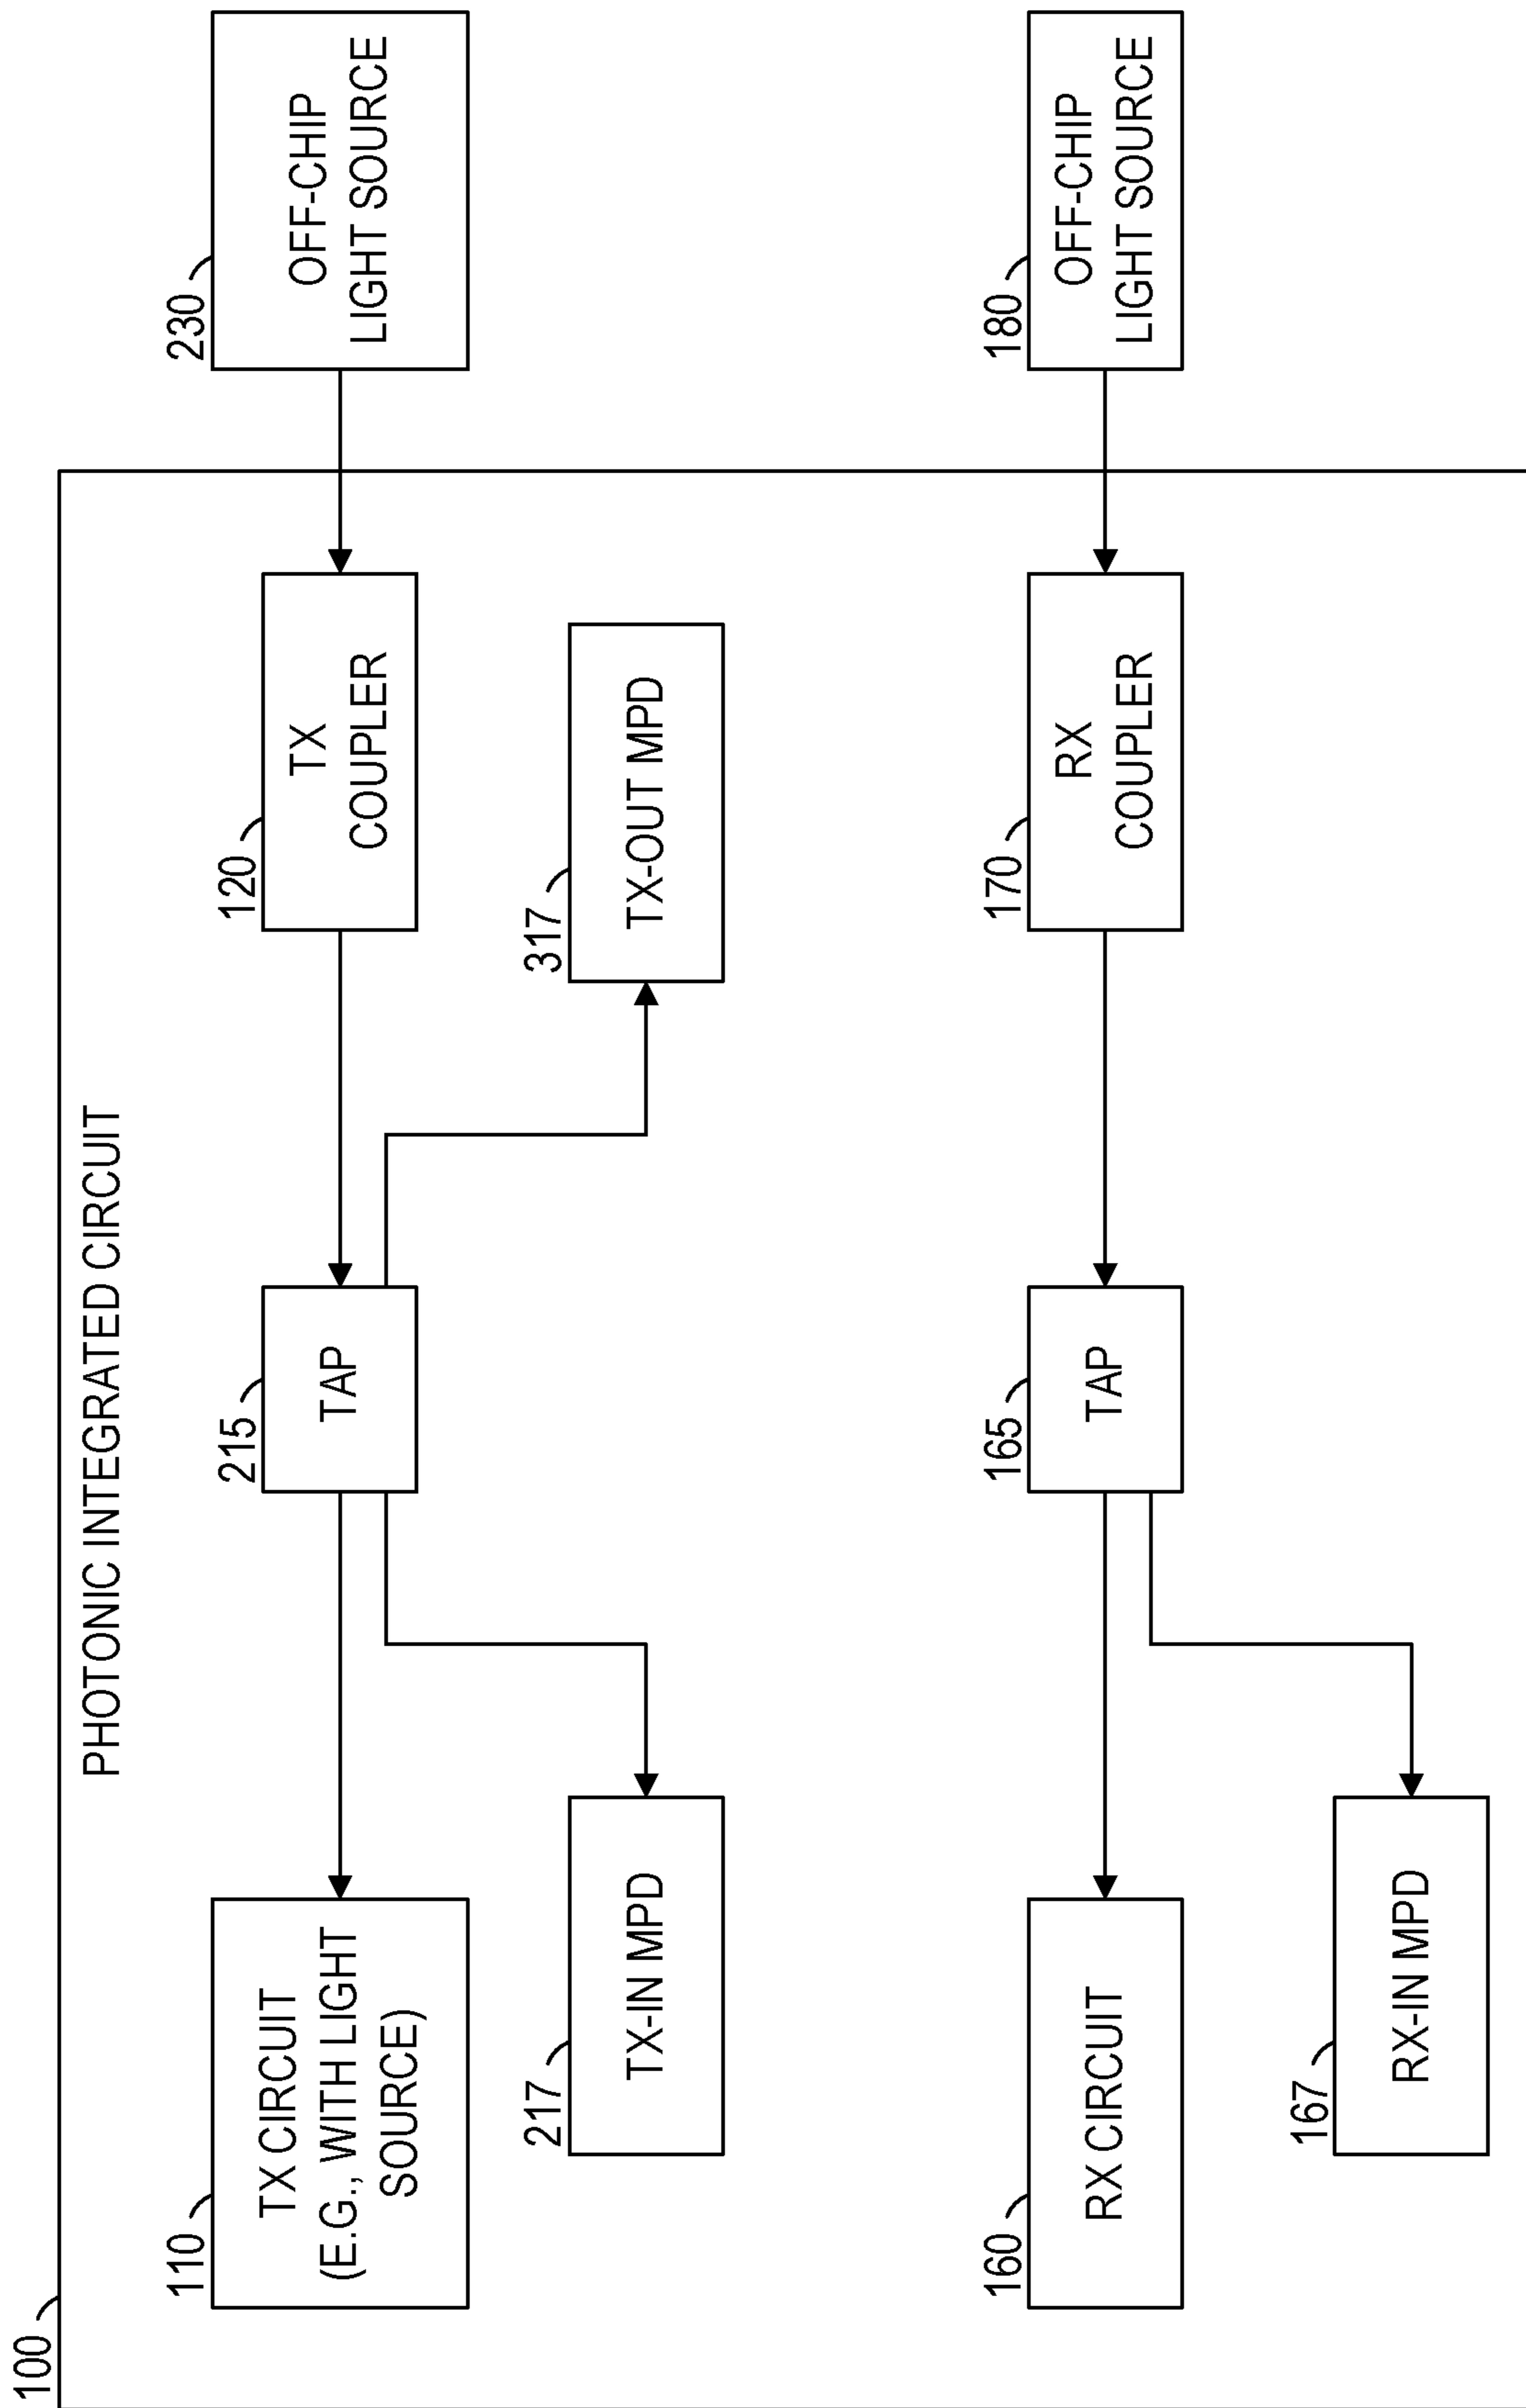 100
PHOTONIC INTEGRATED CIRCUIT
110
TX CIRCUIT
(E.G., WITH LIGHT
SOURCE)
215
TAP
120
TX
COUPLER
230
OFF-CHIP
LIGHT SOURCE
217
TX-IN MPD
317
TX-OUT MPD
160
RX CIRCUIT
165
TAP
170
RX
COUPLER
180
OFF-CHIP
LIGHT SOURCE
167
RX-IN MPD